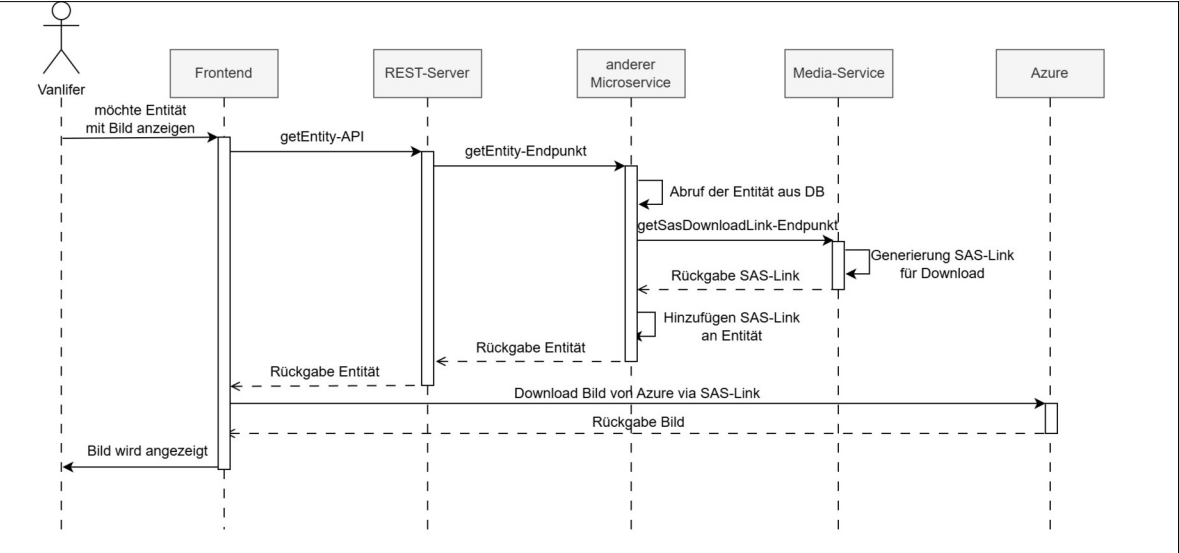 Vanlifer
Frontend
REST-Server
anderer
Microservice
Media-Service
Azure
möchte Entität
mit Bild anzeigen
getEntity-API
getEntity-Endpunkt
Abruf der Entität aus DB
getSasDownloadLink-Endpunkt
Generierung SAS-Link
für Download
Rückgabe SAS-Link
Hinzufügen SAS-Link
an Entität
Rückgabe Entität
Rückgabe Entität
Download Bild von Azure via SAS-Link
Rückgabe Bild
Bild wird angezeigt